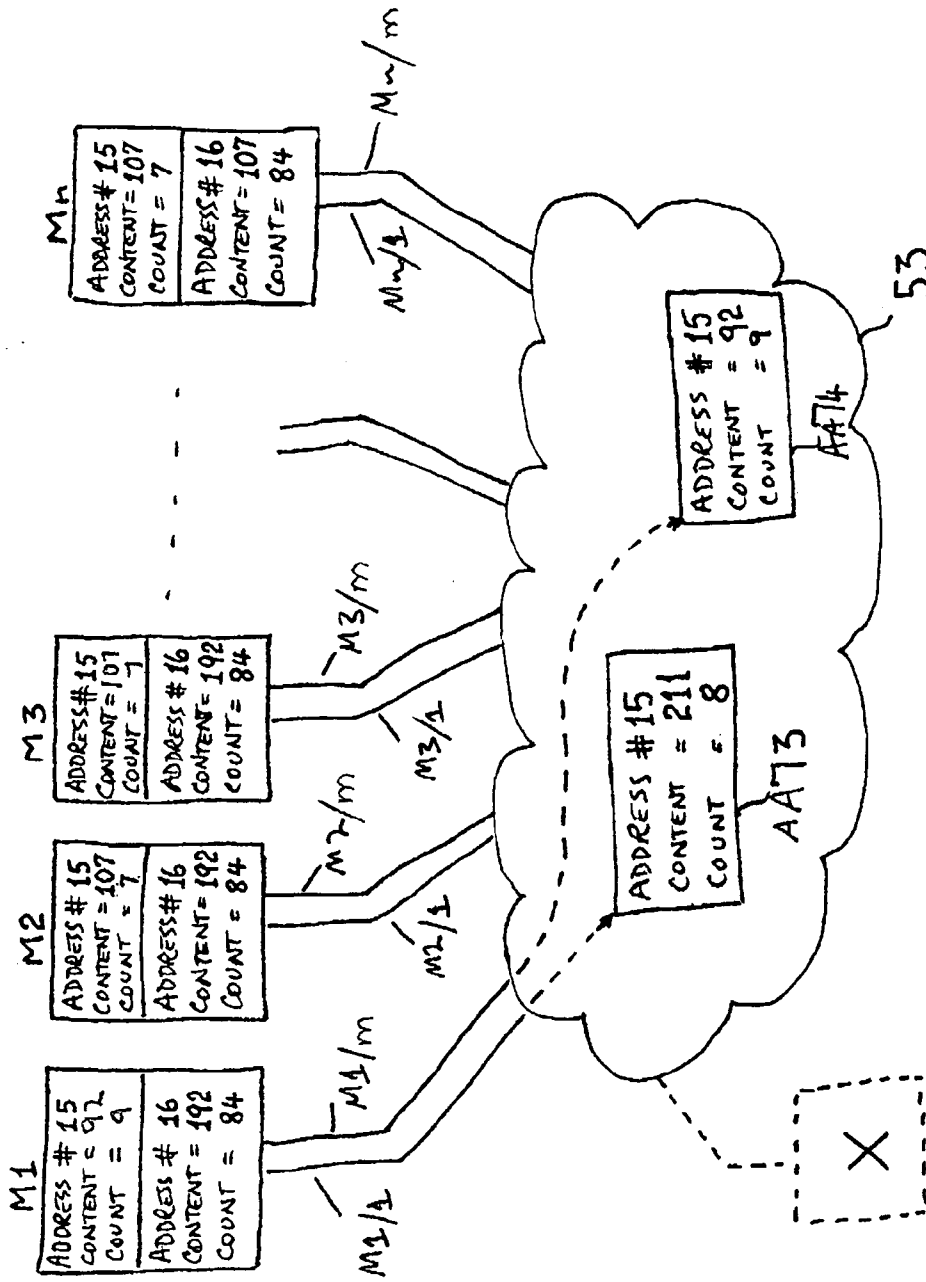 M1
ADDRESS # 15
CONTENT = 92
COUNT = 9
ADDRESS # 16
CONTENT = 192
COUNT = 84
M1/1
M1/m
M2
ADDRESS # 15
CONTENT = 107
COUNT = 7
ADDRESS # 16
CONTENT = 192
COUNT = 84
M2/1
M2/m
M3
ADDRESS # 15
CONTENT = 107
COUNT = 7
ADDRESS # 16
CONTENT = 192
COUNT = 84
M3/1
M3/m
Mn
ADDRESS # 15
CONTENT = 107
COUNT = 7
ADDRESS # 16
CONTENT = 107
COUNT = 84
Mn/1
Mn/m
ADDRESS # 15
CONTENT = 211
COUNT = 8
AA73
ADDRESS # 15
CONTENT = 92
COUNT = 9
AA74
53
X